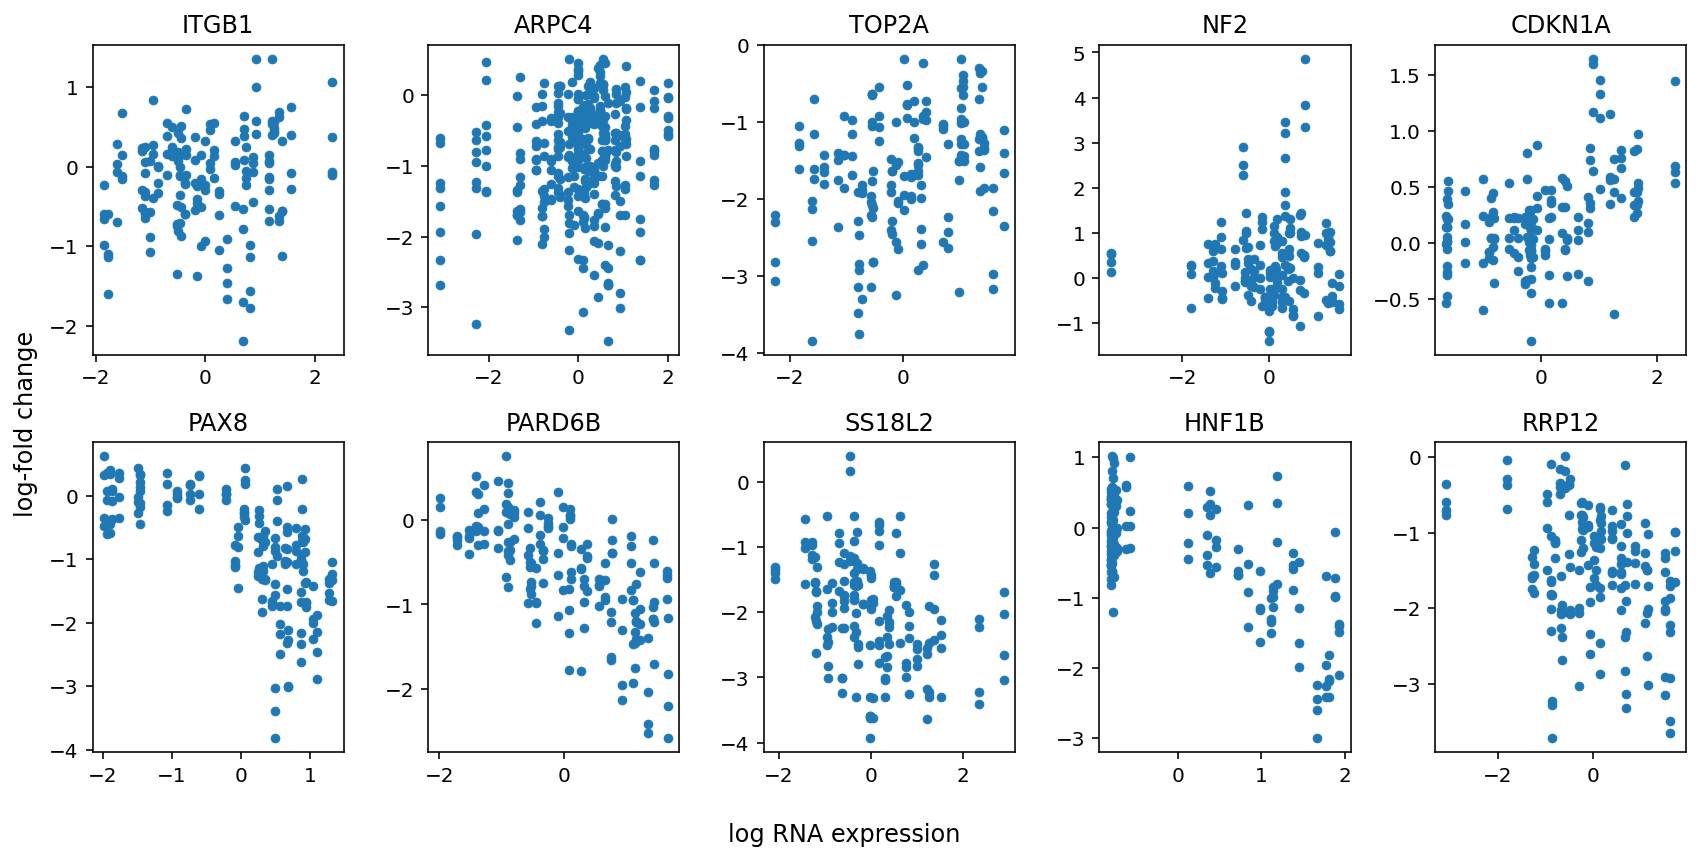 ITGB1 ARPC4 TOP2A NF2 CDKN1A
1 0 −1 −2
−2 0 2
0 −1 −2 −3
−2 0 2
0 −1 −2 −3 −4
−2 0
5 4 3 2 1 0 −1
−2 0
1.5 1.0 0.5 0.0 −0.5
0 2
log-fold change
PAX8 PARD6B SS18L2 HNF1B RRP12
0 −1 −2 −3 −4
−2 −1 0 1
0 −1 −2
−2 0
0 −1 −2 −3 −4
−2 0 2
1 0 −1 −2 −3
0 1 2
0 −1 −2 −3
−2 0
log RNA expression